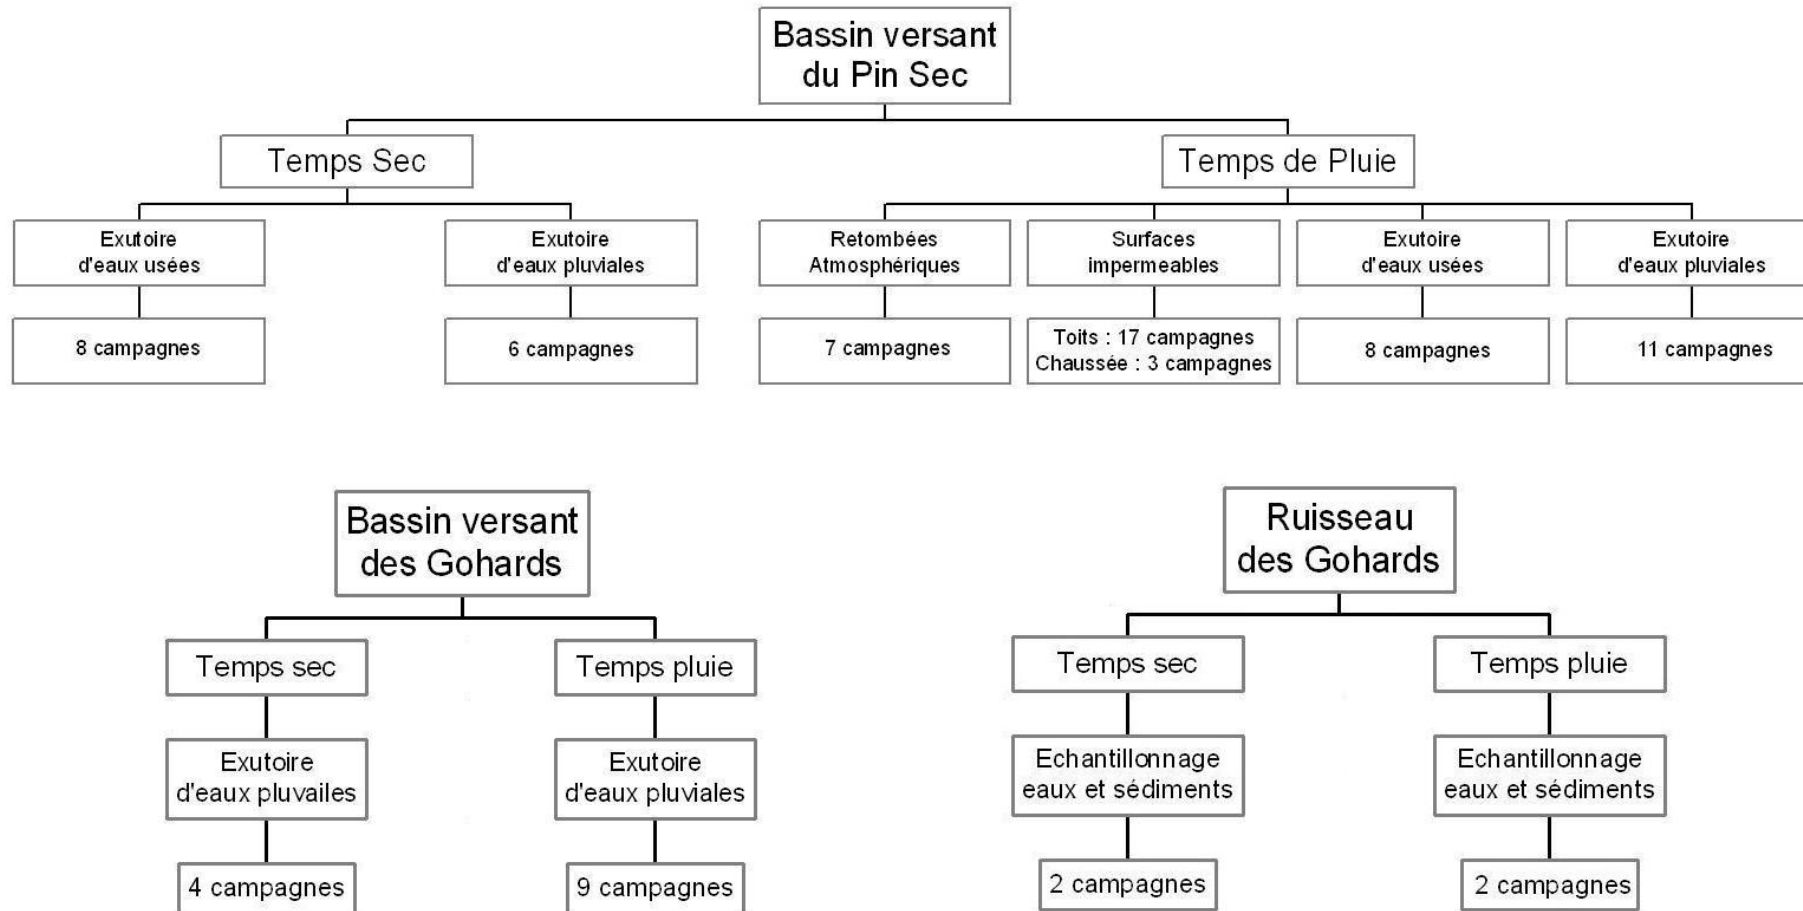 Bassin versant
du Pin Sec
Temps Sec
Temps de Pluie
Exutoire
d'eaux usées
Exutoire
d'eaux pluviales
Retombées
Atmosphériques
Surfaces
impermeables
Exutoire
d'eaux usées
Exutoire
d'eaux pluviales
8 campagnes
6 campagnes
7 campagnes
Toits : 17 campagnes
Chaussée : 3 campagnes
8 campagnes
11 campagnes
Bassin versant
des Gohards
Temps sec
Temps pluie
Exutoire
d'eaux pluvailes
Exutoire
d'eaux pluviales
4 campagnes
9 campagnes
Ruisseau
des Gohards
Temps sec
Temps pluie
Echantillonnage
eaux et sédiments
Echantillonnage
eaux et sédiments
2 campagnes
2 campagnes